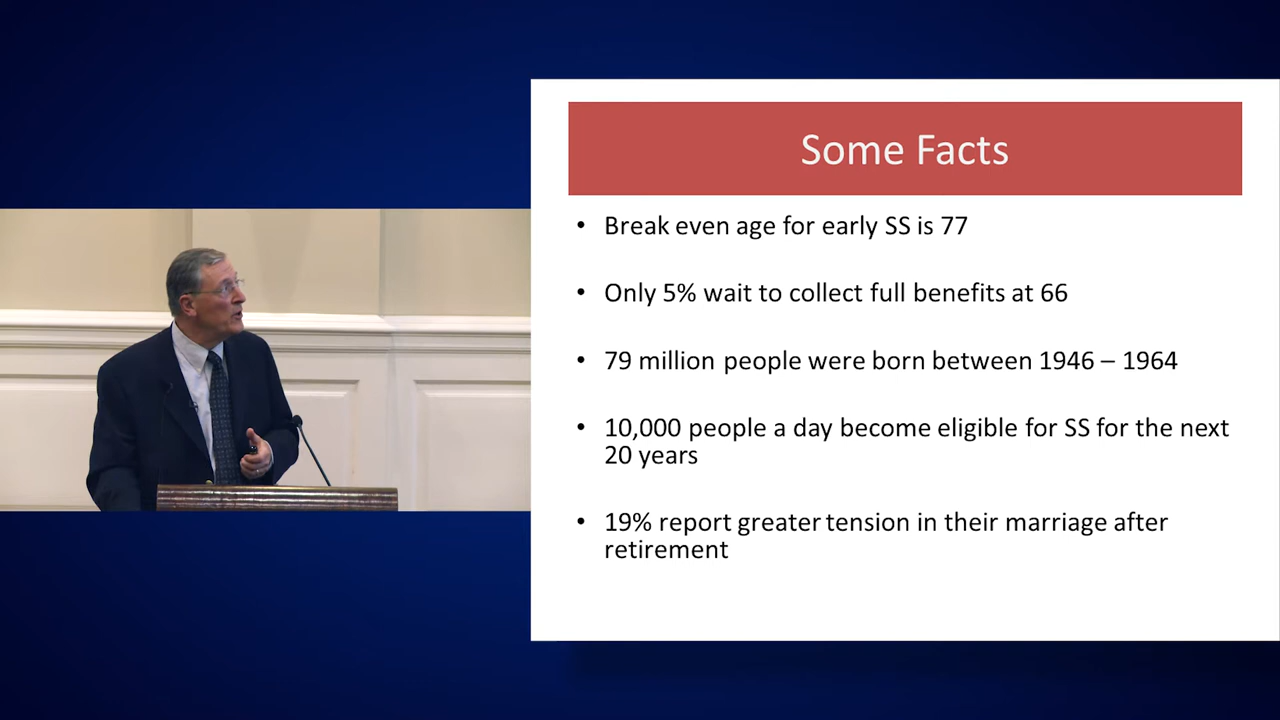 Some Facts
• Break even age for early SS is 77
• Only 5% wait to collect full benefits at 66
• 79 million people were born between 1946 – 1964
• 10,000 people a day become eligible for SS for the next
20 years
• 19% report greater tension in their marriage after
retirement